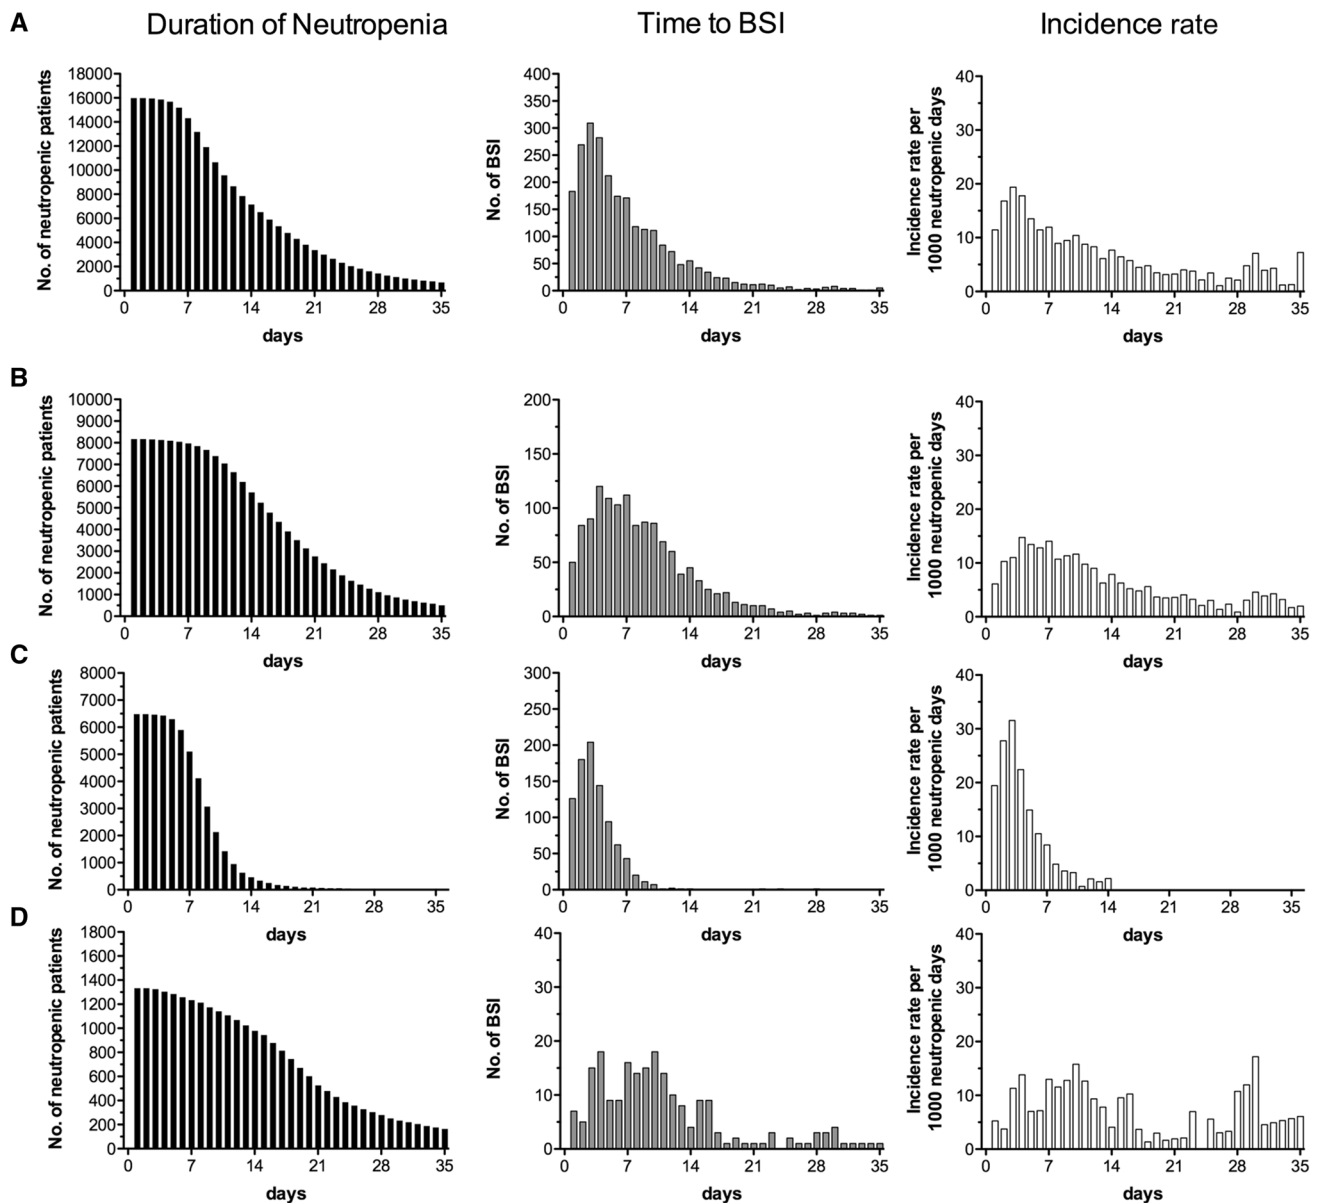 A Duration of Neutropenia Time to BSI Incidence rate
No. of neutropenic patients
18000
16000
14000
12000
10000
8000
6000
4000
2000
0
0 7 14 21 28 35
days
No. of BSI
400
350
300
250
200
150
100
50
0
0 7 14 21 28 35
days
Incidence rate per
1000 neutropenic days
40
30
20
10
0
0 7 14 21 28 35
days
B
No. of neutropenic patients
10000
9000
8000
7000
6000
5000
4000
3000
2000
1000
0
0 7 14 21 28 35
days
No. of BSI
200
150
100
50
0
0 7 14 21 28 35
days
Incidence rate per
1000 neutropenic days
40
30
20
10
0
0 7 14 21 28 35
days
C
No. of neutropenic patients
8000
7000
6000
5000
4000
3000
2000
1000
0
0 7 14 21 28 35
days
No. of BSI
300
250
200
150
100
50
0
0 7 14 21 28 35
days
Incidence rate per
1000 neutropenic days
40
30
20
10
0
0 7 14 21 28 35
days
D
No. of neutropenic patients
1800
1600
1400
1200
1000
800
600
400
200
0
0 7 14 21 28 35
days
No. of BSI
40
30
20
10
0
0 7 14 21 28 35
days
Incidence rate per
1000 neutropenic days
40
30
20
10
0
0 7 14 21 28 35
days